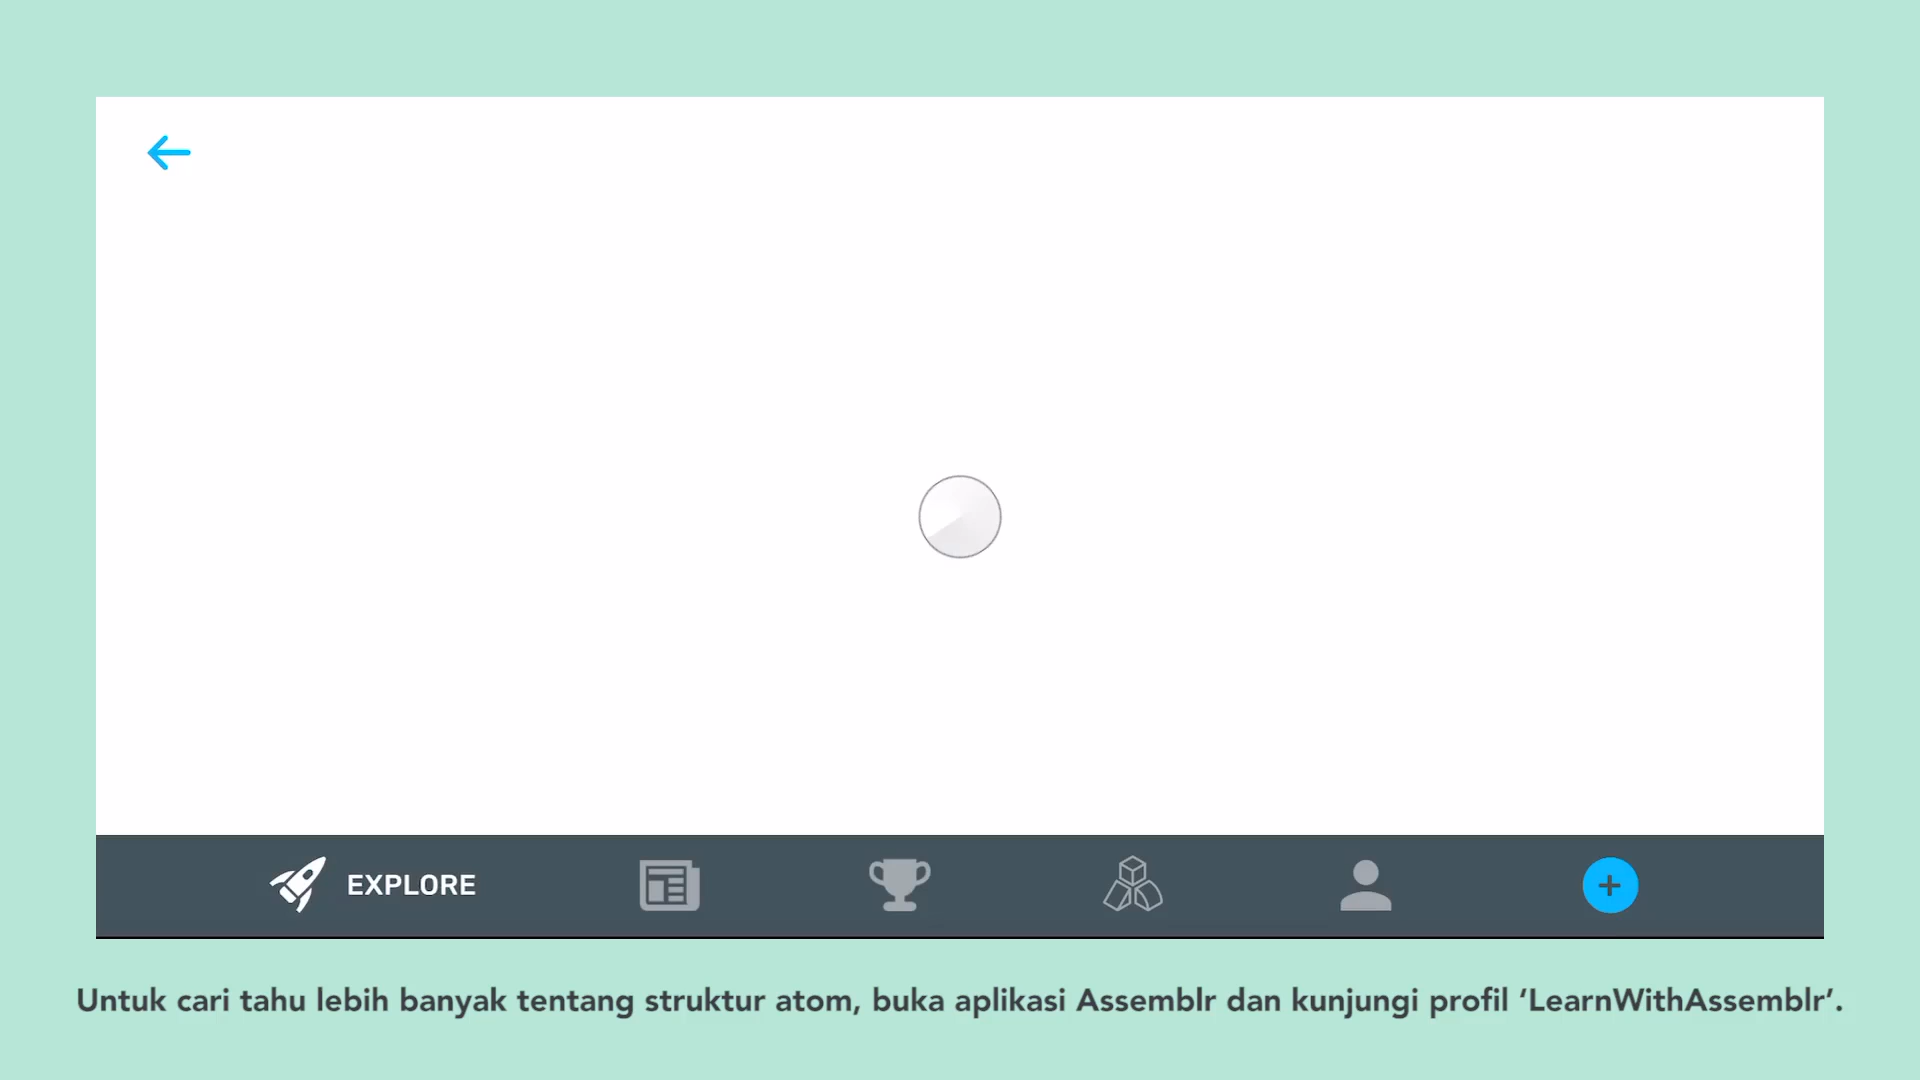 EXPLORE
Untuk cari tahu lebih banyak tentang struktur atom, buka aplikasi Assemblr dan kunjungi profil ‘LearnWithAssemblr’.